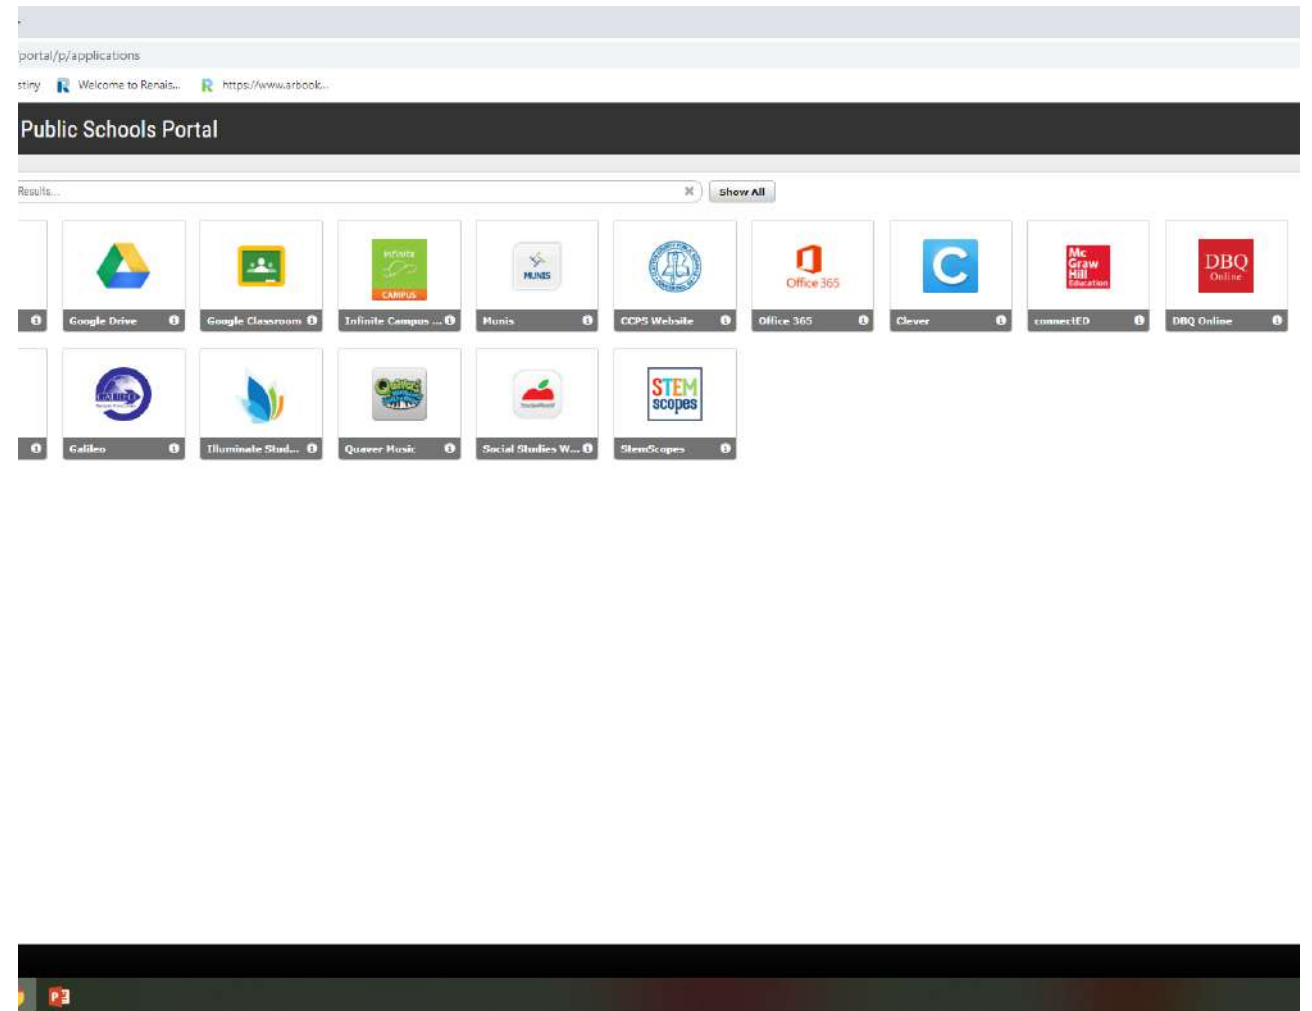 /portal/p/applications
stiny Welcome to Renais... https://www.arbook...
Public Schools Portal
Results... Show All
Infinite
CAMPUS
MUNIS
Office 365
C
Mc
Graw
Hill
Education
DBQ
Online
Google Drive Google Classroom Infinite Campus ... Munis CCPS Website Office 365 Clever connectED DBQ Online
GALILEO
Quaver's
STEM
scopes
Galileo Illuminate Stud... Quaver Music Social Studies W... StemScopes